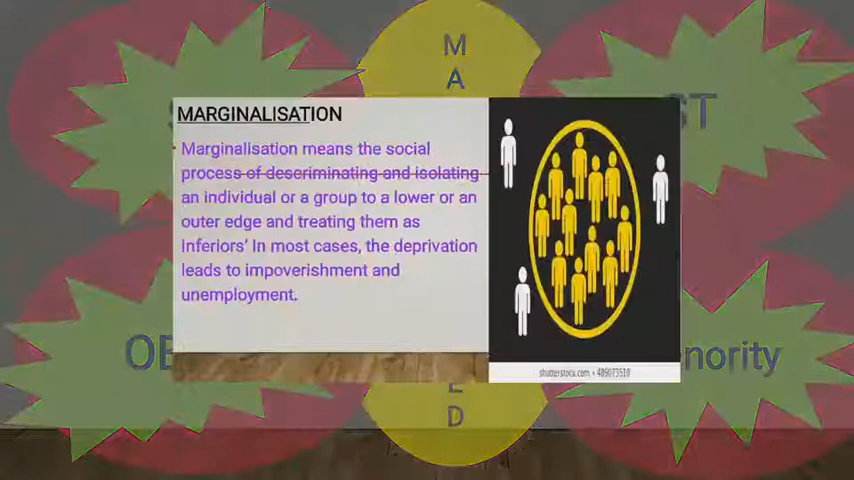 M
A
MARGINALISATION
Marginalisation means the social
process of descriminating and isolating
an individual or a group to a lower or an
outer edge and treating them as
inferiors’ In most cases, the deprivation
leads to impoverishment and
unemployment.
shutterstock.com • 489073510
D